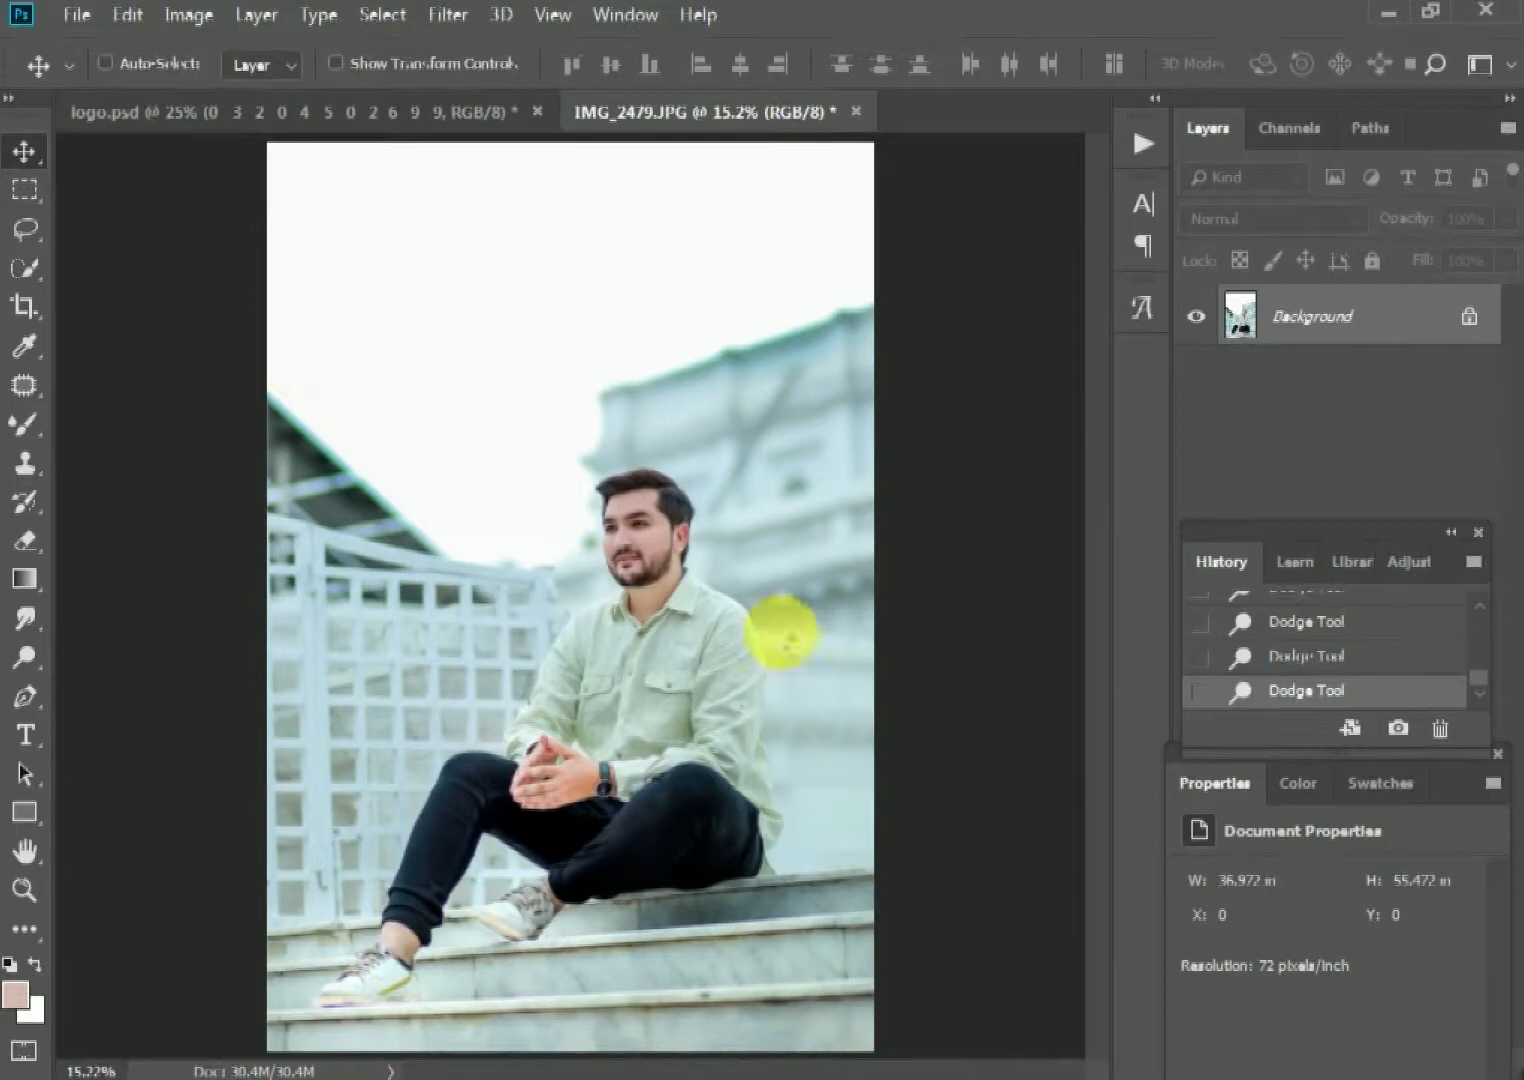 Ps File Edit Image Layer Type Select Filter 3D View Window Help
Auto-Select: Layer Show Transform Controls 3D Mode:
logo.psd @ 25% (0 3 2 0 4 5 0 2 6 9 9, RGB/8) * IMG_2479.JPG @ 15.2% (RGB/8) *
Layers Channels Paths
Kind
Normal Opacity: 100%
Lock: Fill: 100%
Background
History Learn Librar Adjust
Dodge Tool
Dodge Tool
Dodge Tool
Dodge Tool
Properties Color Swatches
Document Properties
W: 36.972 in H: 55.472 in
X: 0 Y: 0
Resolution: 72 pixels/inch
15.22% Doc: 30.4M/30.4M